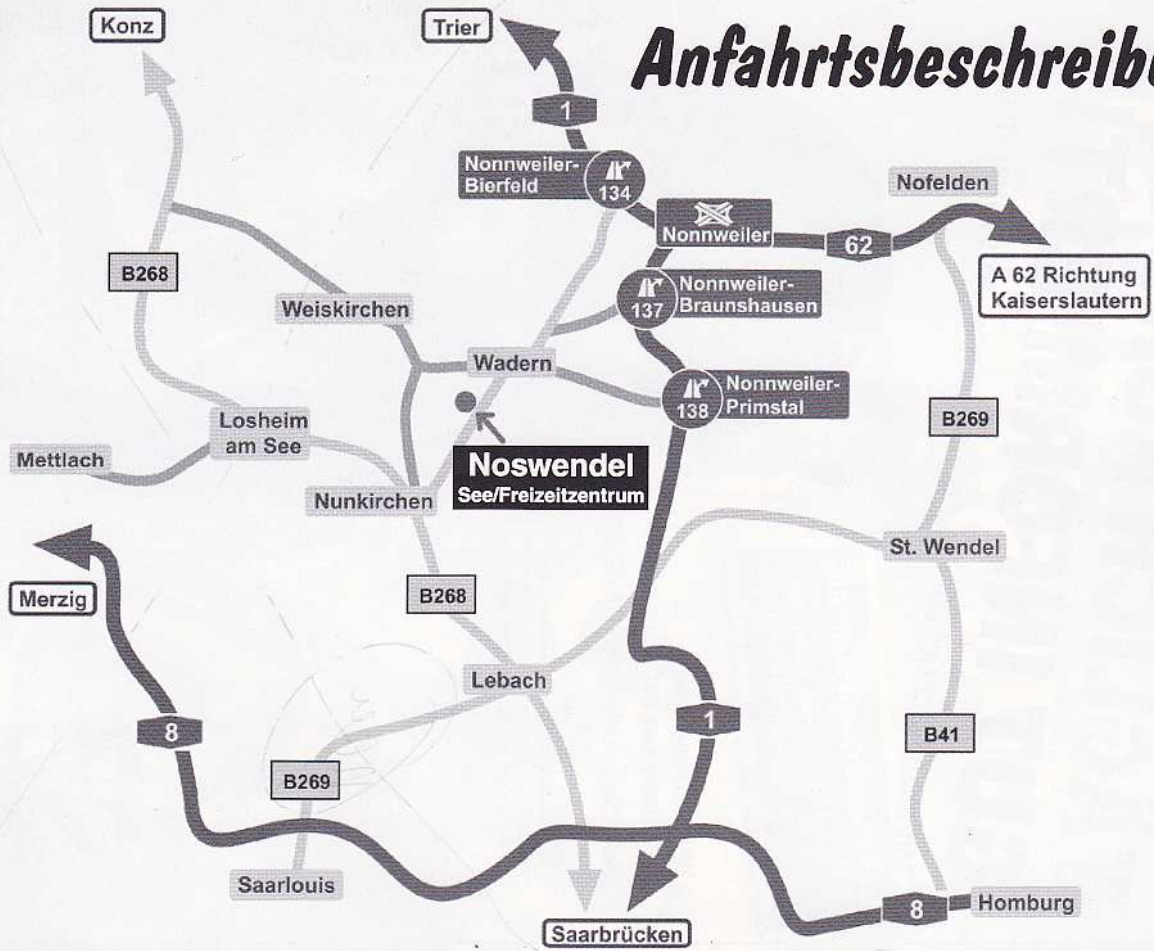 Konz
Trier
Anfahrtsbeschreib
1
Nonnweiler-
Bierfeld
134
Nofelden
Nonnweiler
62
B268
A 62 Richtung
Kaiserslautern
137
Nonnweiler-
Braunshausen
Weiskirchen
Wadern
138
Nonnweiler-
Primstal
Losheim
am See
B269
Mettlach
Noswendel
See/Freizeitzentrum
Nunkirchen
St. Wendel
Merzig
B268
Lebach
8
1
B41
B269
Saarlouis
8
Homburg
Saarbrücken